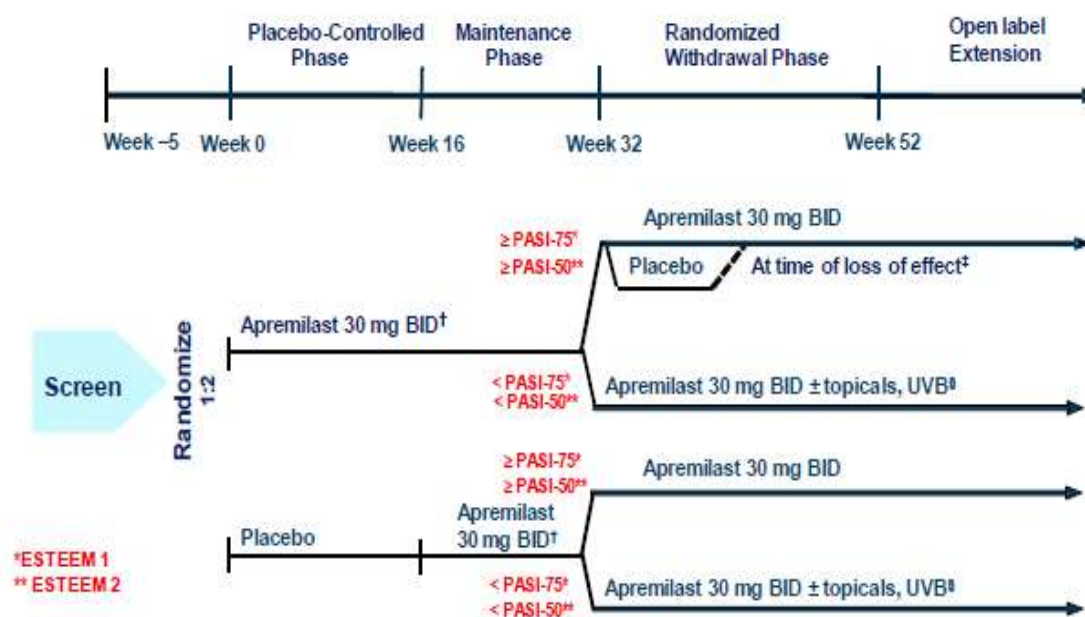 Placebo-Controlled
Phase
Maintenance
Phase
Randomized
Withdrawal Phase
Open label
Extension
Week –5
Week 0
Week 16
Week 32
Week 52
Apremilast 30 mg BID
≥ PASI-75*
≥ PASI-50**
Placebo
At time of loss of effect‡
Apremilast 30 mg BID†
Screen
Randomize
1:2
< PASI-75*
< PASI-50**
Apremilast 30 mg BID ± topicals, UVB§
≥ PASI-75*
≥ PASI-50**
Apremilast 30 mg BID
Placebo
Apremilast
30 mg BID†
*ESTEEM 1
** ESTEEM 2
< PASI-75*
< PASI-50**
Apremilast 30 mg BID ± topicals, UVB§